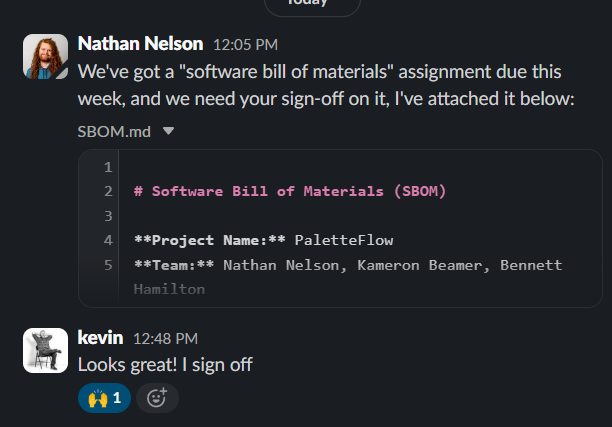 Today
Nathan Nelson 12:05 PM
We've got a "software bill of materials" assignment due this
week, and we need your sign-off on it, I've attached it below:
SBOM.md
1
2 # Software Bill of Materials (SBOM)
3
4 **Project Name:** PaletteFlow
5 **Team:** Nathan Nelson, Kameron Beamer, Bennett
Hamilton
kevin 12:48 PM
Looks great! I sign off
1